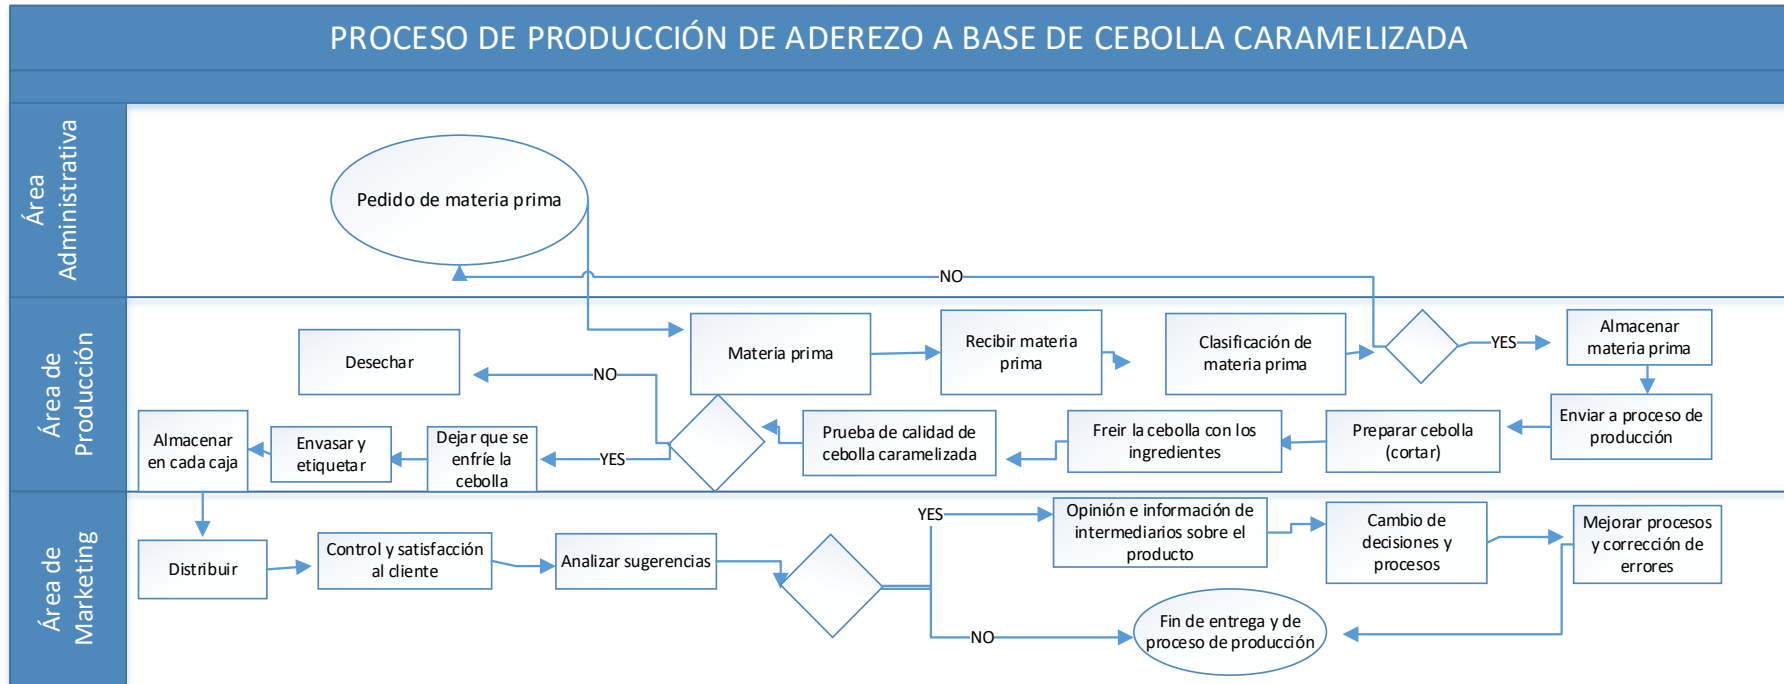 PROCESO DE PRODUCCIÓN DE ADEREZO A BASE DE CEBOLLA CARAMELIZADA
Área
Administrativa
Pedido de materia prima
NO
Área de
Producción
Desechar
NO
Materia prima
Recibir materia
prima
Clasificación de
materia prima
YES
Almacenar
materia prima
Almacenar
en cada caja
Envasar y
etiquetar
Dejar que se
enfríe la
cebolla
YES
Prueba de calidad de
cebolla caramelizada
Freir la cebolla con los
ingredientes
Preparar cebolla
(cortar)
Enviar a proceso de
producción
Área de
Marketing
Distribuir
Control y satisfacción
al cliente
Analizar sugerencias
YES
Opinión e información de
intermediarios sobre el
producto
Cambio de
decisiones y
procesos
Mejorar procesos
y corrección de
errores
NO
Fin de entrega y de
proceso de producción